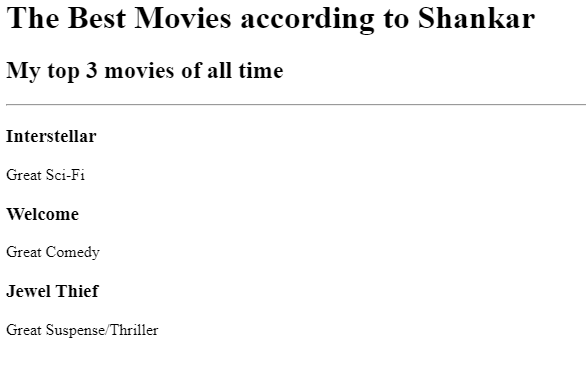 The Best Movies according to Shankar
My top 3 movies of all time
Interstellar
Great Sci-Fi
Welcome
Great Comedy
Jewel Thief
Great Suspense/Thriller